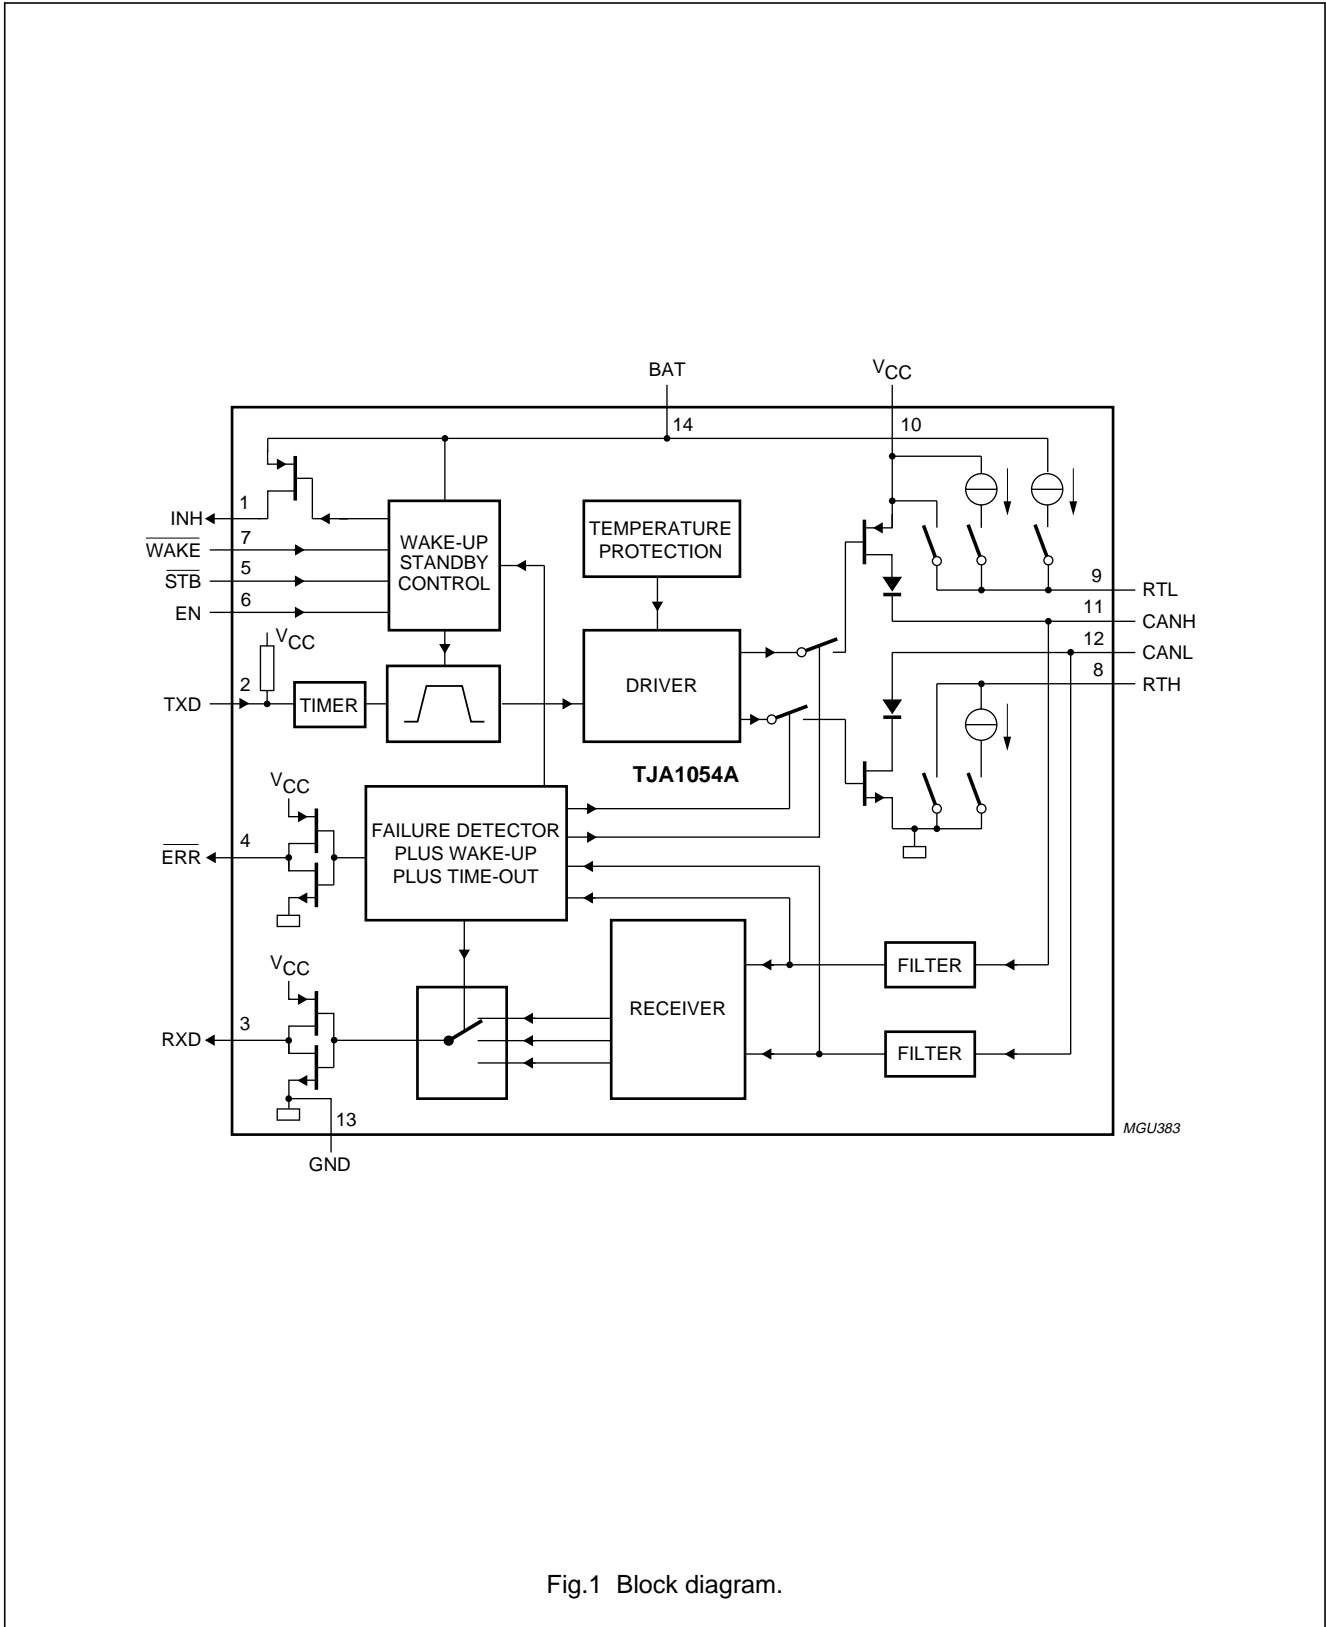 BAT
VCC
14
10
1
INH
7
WAKE
5
STB
6
EN
WAKE-UP
STANDBY
CONTROL
TEMPERATURE
PROTECTION
9
RTL
11
CANH
12
CANL
8
RTH
VCC
2
TXD
TIMER
DRIVER
TJA1054A
VCC
4
ERR
FAILURE DETECTOR
PLUS WAKE-UP
PLUS TIME-OUT
VCC
3
RXD
RECEIVER
FILTER
FILTER
13
GND
MGU383
Fig.1 Block diagram.